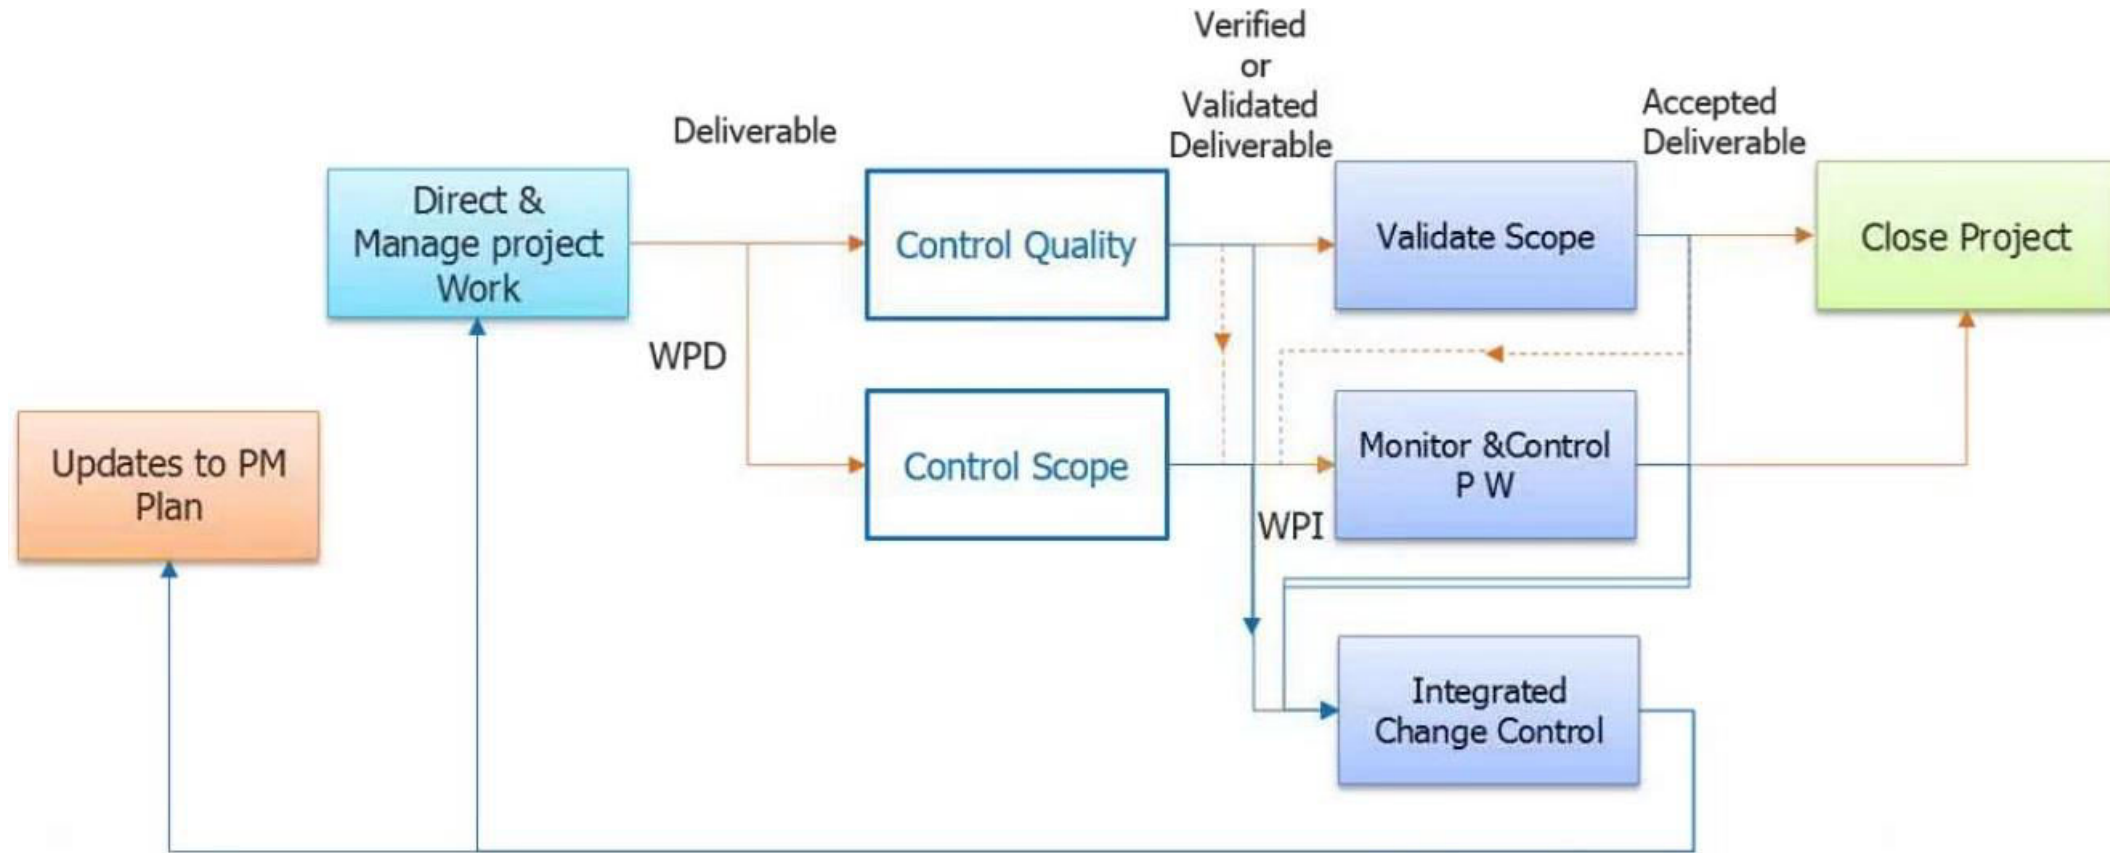 Verified
or
Validated
Deliverable
Deliverable
Accepted
Deliverable
Direct &
Manage project
Work
Control Quality
Validate Scope
Close Project
WPD
Updates to PM
Plan
Control Scope
Monitor &Control
P W
WPI
Integrated
Change Control